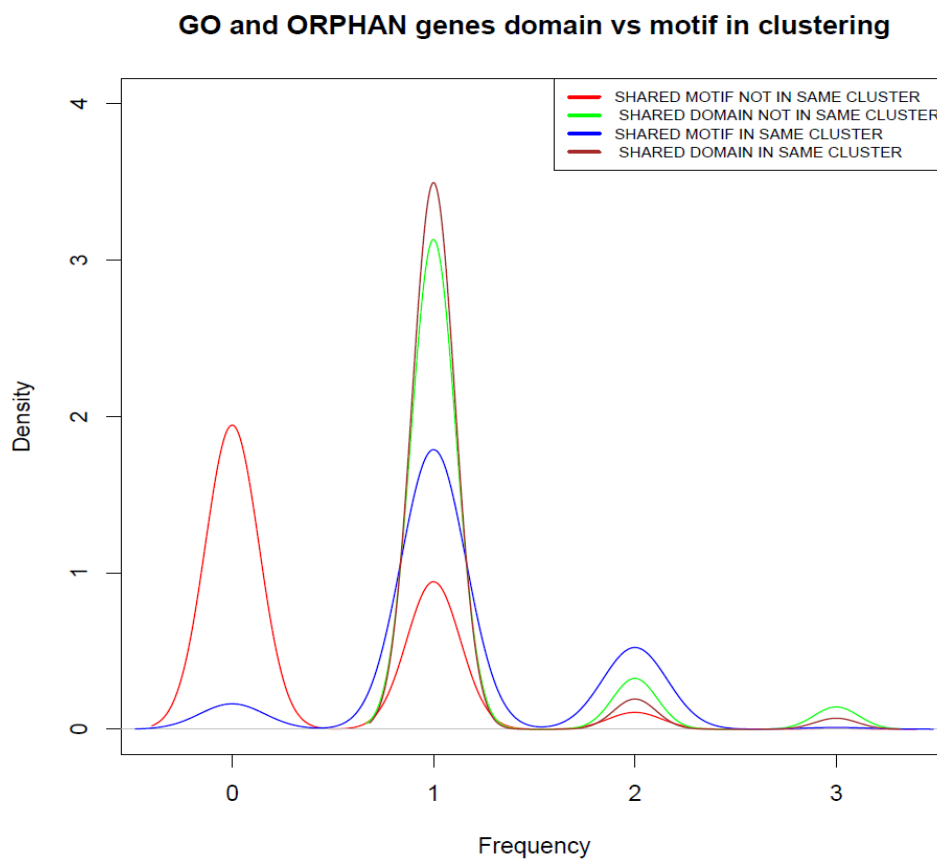 GO and ORPHAN genes domain vs motif in clustering
SHARED MOTIF NOT IN SAME CLUSTER
SHARED DOMAIN NOT IN SAME CLUSTER
SHARED MOTIF IN SAME CLUSTER
SHARED DOMAIN IN SAME CLUSTER
4
3
2
1
0
Density
0 1 2 3
Frequency